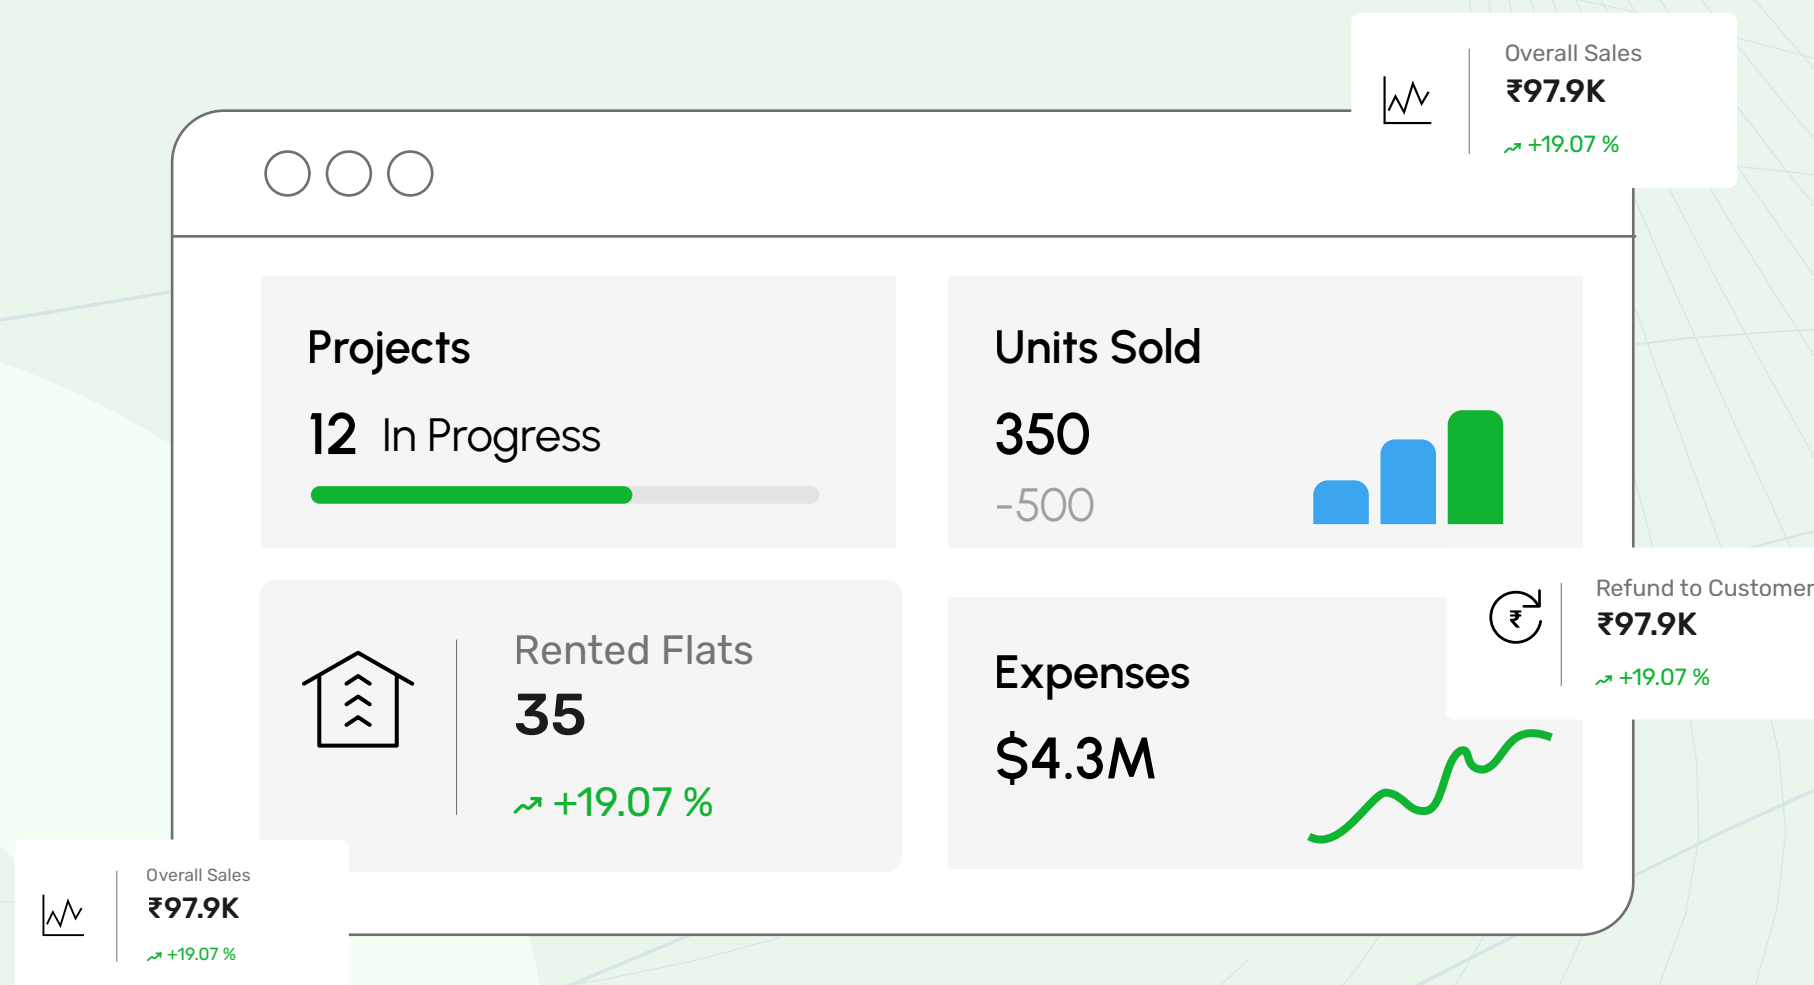 Overall Sales
₹97.9K
+19.07 %
Projects
12 In Progress
Units Sold
350
-500
Rented Flats
35
+19.07 %
Expenses
$4.3M
Refund to Customer
₹97.9K
+19.07 %
Overall Sales
₹97.9K
+19.07 %